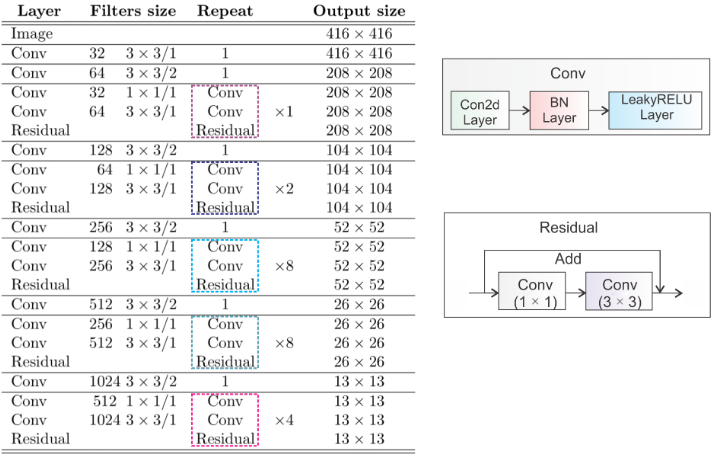 Layer Filters size Repeat Output size
Image 416 × 416
Conv 32 3 × 3/1 1 416 × 416
Conv 64 3 × 3/2 1 208 × 208
Conv 32 1 × 1/1 Conv 208 × 208
Conv 64 3 × 3/1 Conv ×1 208 × 208
Residual Residual 208 × 208
Conv 128 3 × 3/2 1 104 × 104
Conv 64 1 × 1/1 Conv 104 × 104
Conv 128 3 × 3/1 Conv ×2 104 × 104
Residual Residual 104 × 104
Conv 256 3 × 3/2 1 52 × 52
Conv 128 1 × 1/1 Conv 52 × 52
Conv 256 3 × 3/1 Conv ×8 52 × 52
Residual Residual 52 × 52
Conv 512 3 × 3/2 1 26 × 26
Conv 256 1 × 1/1 Conv 26 × 26
Conv 512 3 × 3/1 Conv ×8 26 × 26
Residual Residual 26 × 26
Conv 1024 3 × 3/2 1 13 × 13
Conv 512 1 × 1/1 Conv 13 × 13
Conv 1024 3 × 3/1 Conv ×4 13 × 13
Residual Residual 13 × 13
Conv
Con2d
Layer
BN
Layer
LeakyRELU
Layer
Residual
Add
Conv
(1 × 1)
Conv
(3 × 3)